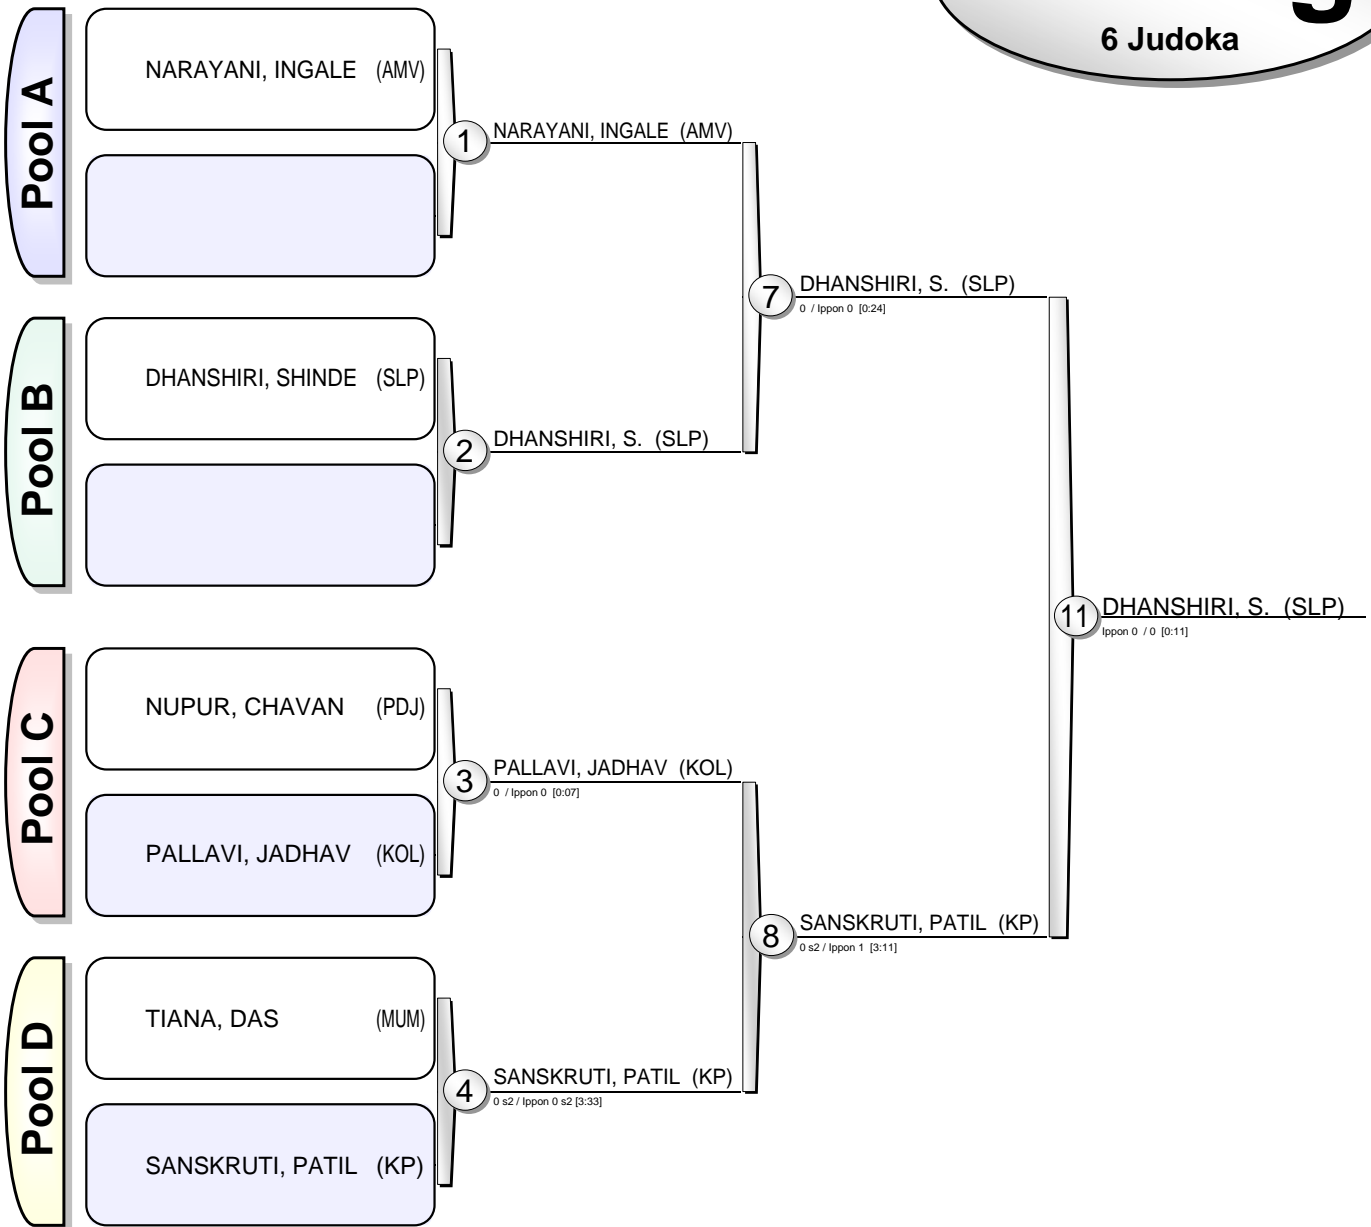 6 Judoka
Pool A
NARAYANI, INGALE (AMV)
1 NARAYANI, INGALE (AMV)
7 DHANSHIRI, S. (SLP)
0 / Ippon 0 [0:24]
Pool B
DHANSHIRI, SHINDE (SLP)
2 DHANSHIRI, S. (SLP)
11 DHANSHIRI, S. (SLP)
Ippon 0 / 0 [0:11]
Pool C
NUPUR, CHAVAN (PDJ)
3 PALLAVI, JADHAV (KOL)
0 / Ippon 0 [0:07]
PALLAVI, JADHAV (KOL)
8 SANSKRUTI, PATIL (KP)
0 s2 / Ippon 1 [3:11]
Pool D
TIANA, DAS (MUM)
4 SANSKRUTI, PATIL (KP)
0 s2 / Ippon 0 s2 [3:33]
SANSKRUTI, PATIL (KP)